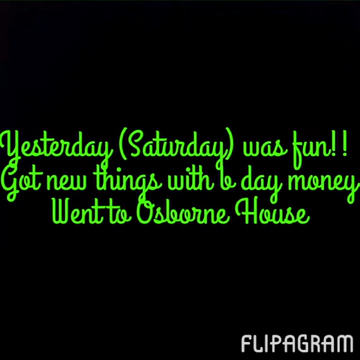 Yesterday (Saturday) was fun!!
Got new things with b day money
Went to Osborne House
FLIPAGRAM